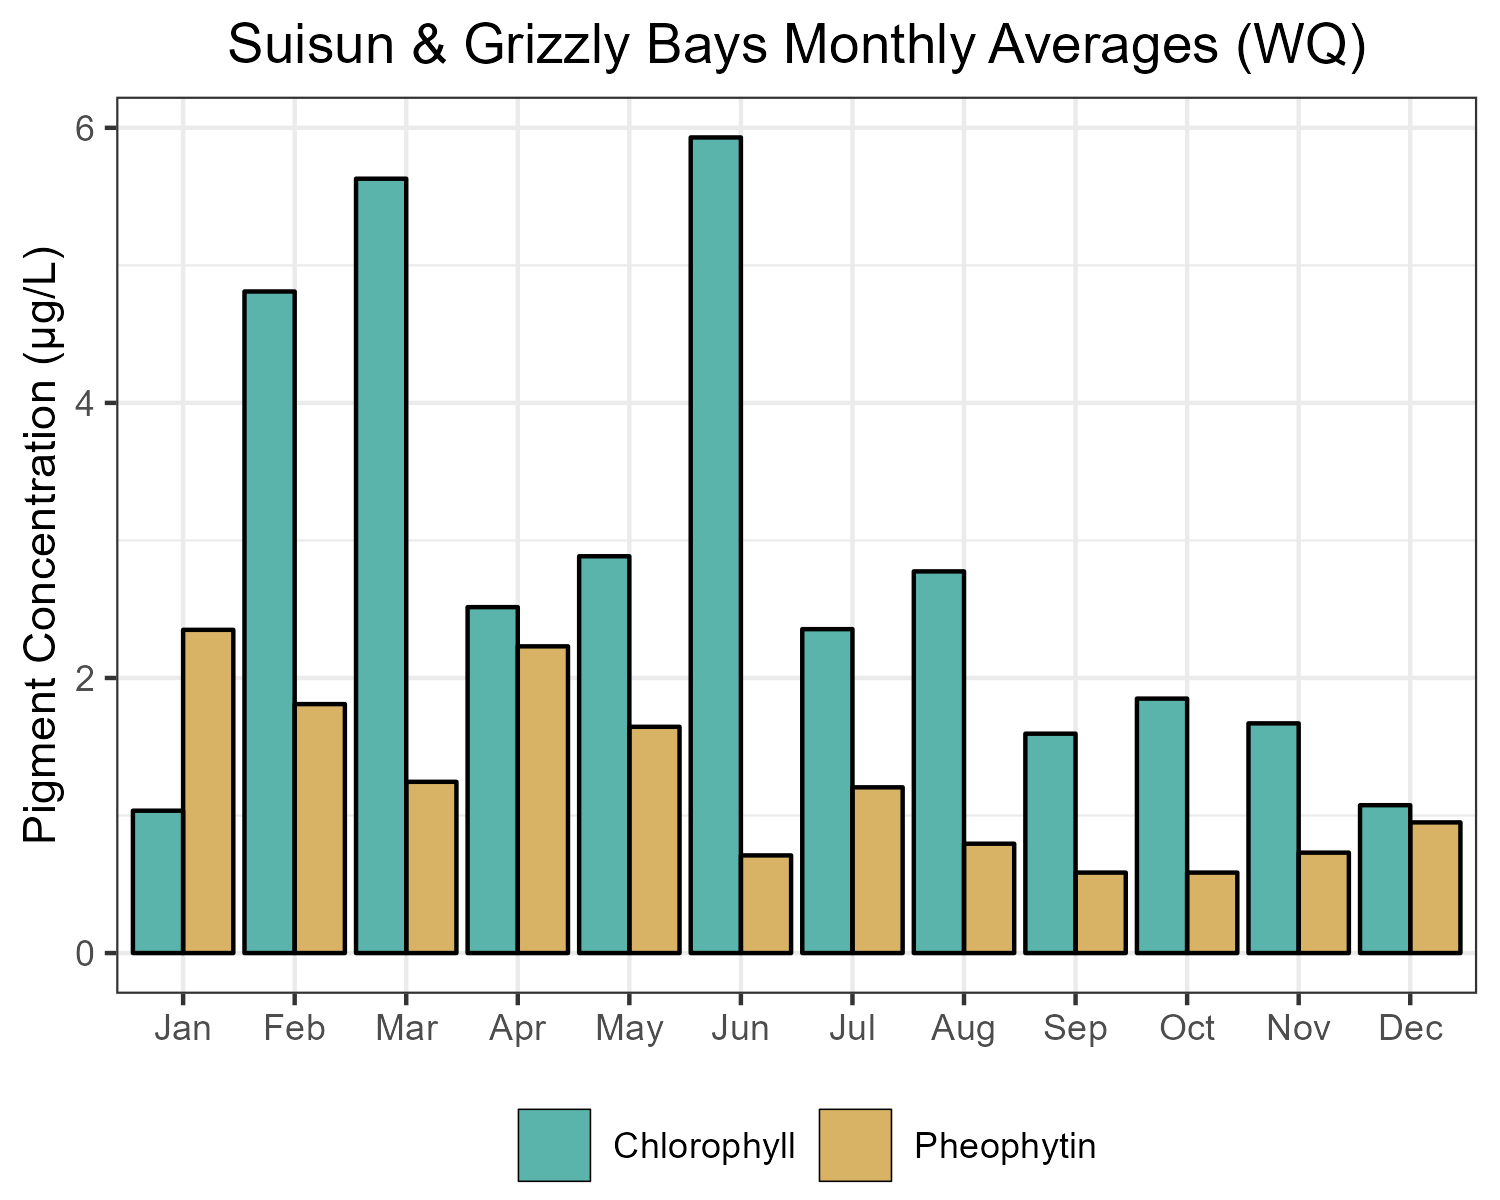 Suisun & Grizzly Bays Monthly Averages (WQ)
Pigment Concentration (μg/L)
6
4
2
0
Jan Feb Mar Apr May Jun Jul Aug Sep Oct Nov Dec
Chlorophyll Pheophytin